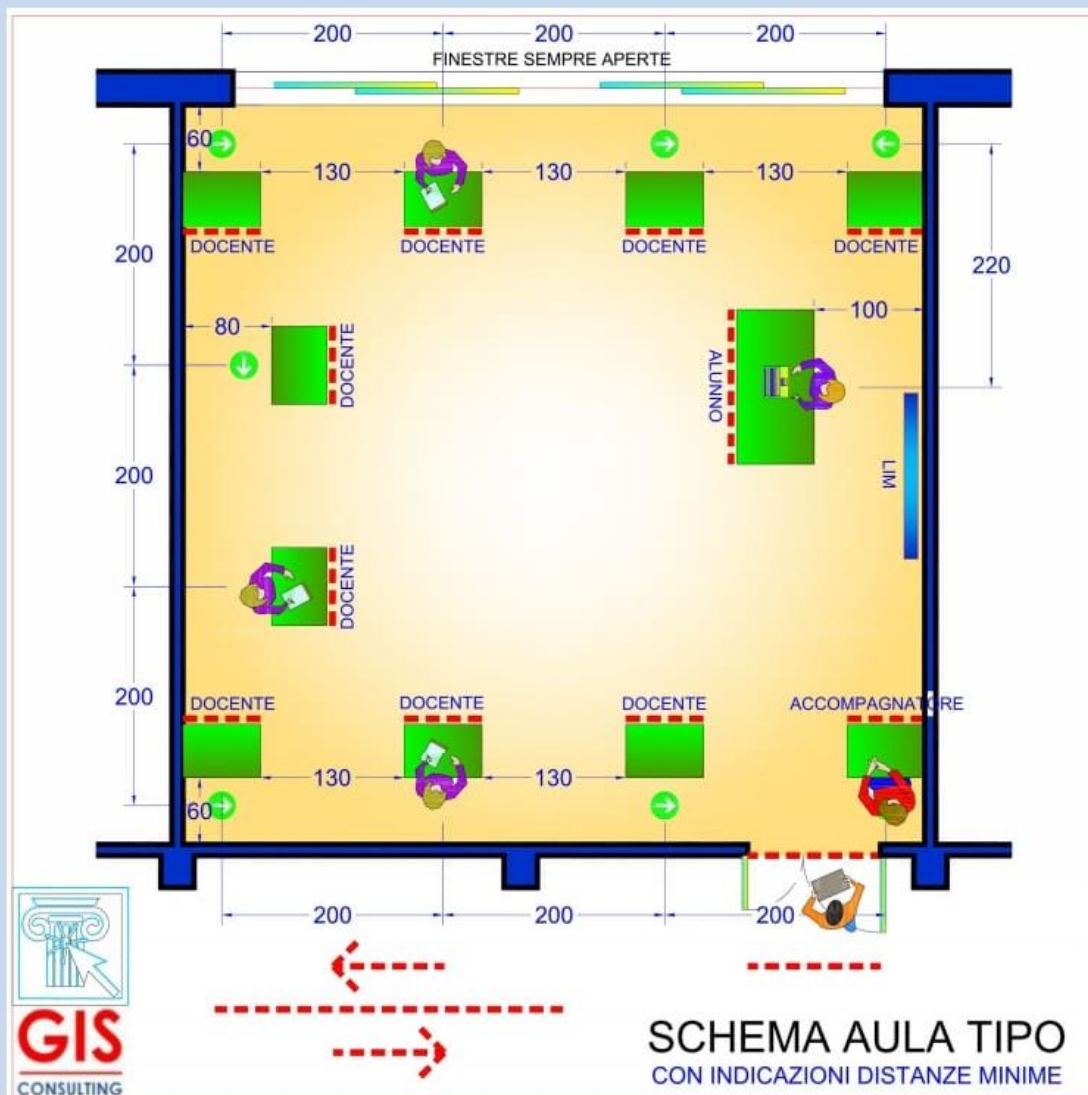 200 200 200
FINESTRE SEMPRE APERTE
60
130 130 130
DOCENTE DOCENTE DOCENTE DOCENTE
200
220
80
100
DOCENTE
ALUNNO
LIM
200
DOCENTE
200
DOCENTE DOCENTE DOCENTE ACCOMPAGNATORE
130 130
60
200 200 200
GIS
CONSULTING
SCHEMA AULA TIPO
CON INDICAZIONI DISTANZE MINIME